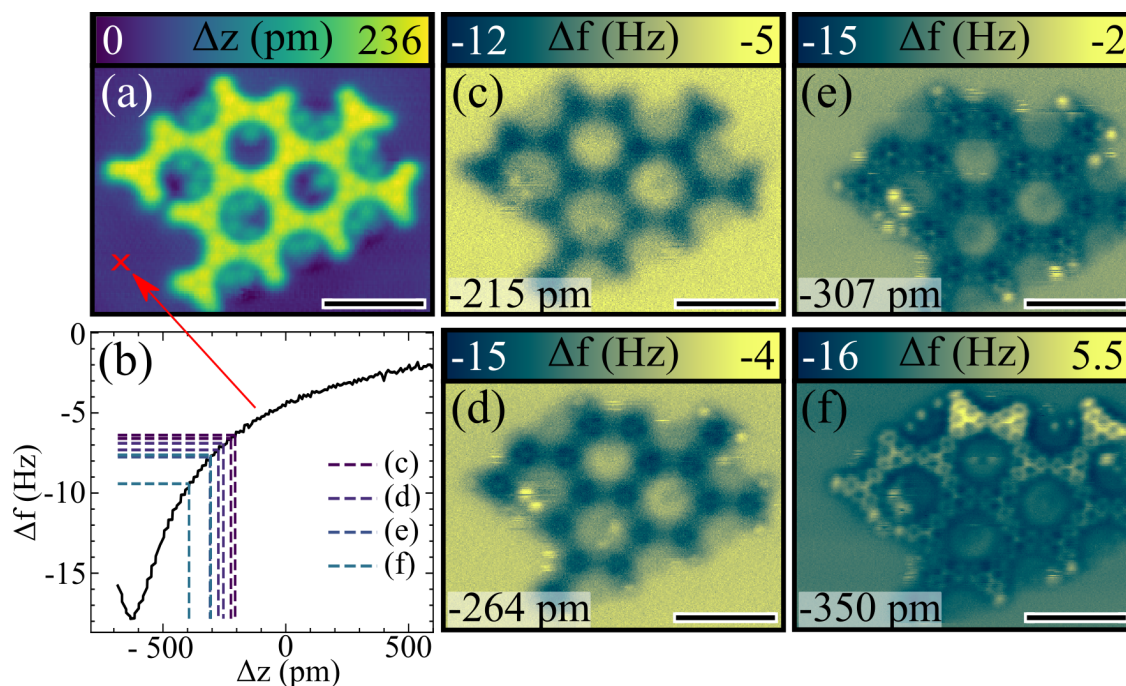 0 Δz (pm) 236
(a)
-12 Δf (Hz) -5
(c)
-215 pm
-15 Δf (Hz) -2
(e)
-307 pm
(b)
0
-5
-10
-15
Δf (Hz)
- 500 0 500
Δz (pm)
(c)
(d)
(e)
(f)
-15 Δf (Hz) -4
(d)
-264 pm
-16 Δf (Hz) 5.5
(f)
-350 pm